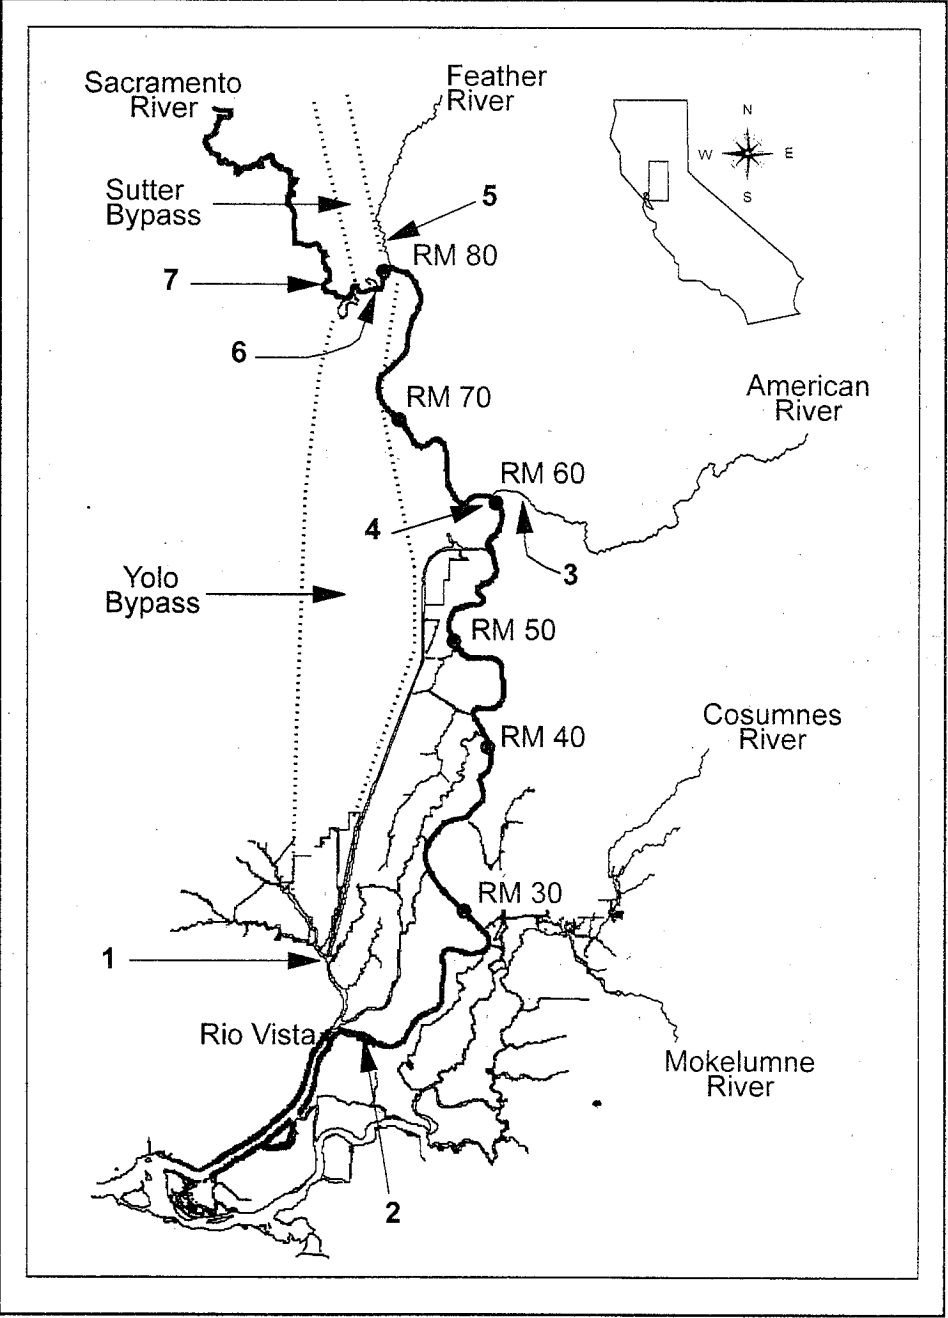 Sacramento
River
Feather
River
N
W
E
S
Sutter
Bypass
5
RM 80
7
6
RM 70
American
River
RM 60
4
3
Yolo
Bypass
RM 50
Cosumnes
River
RM 40
RM 30
1
Rio Vista
Mokelumne
River
2